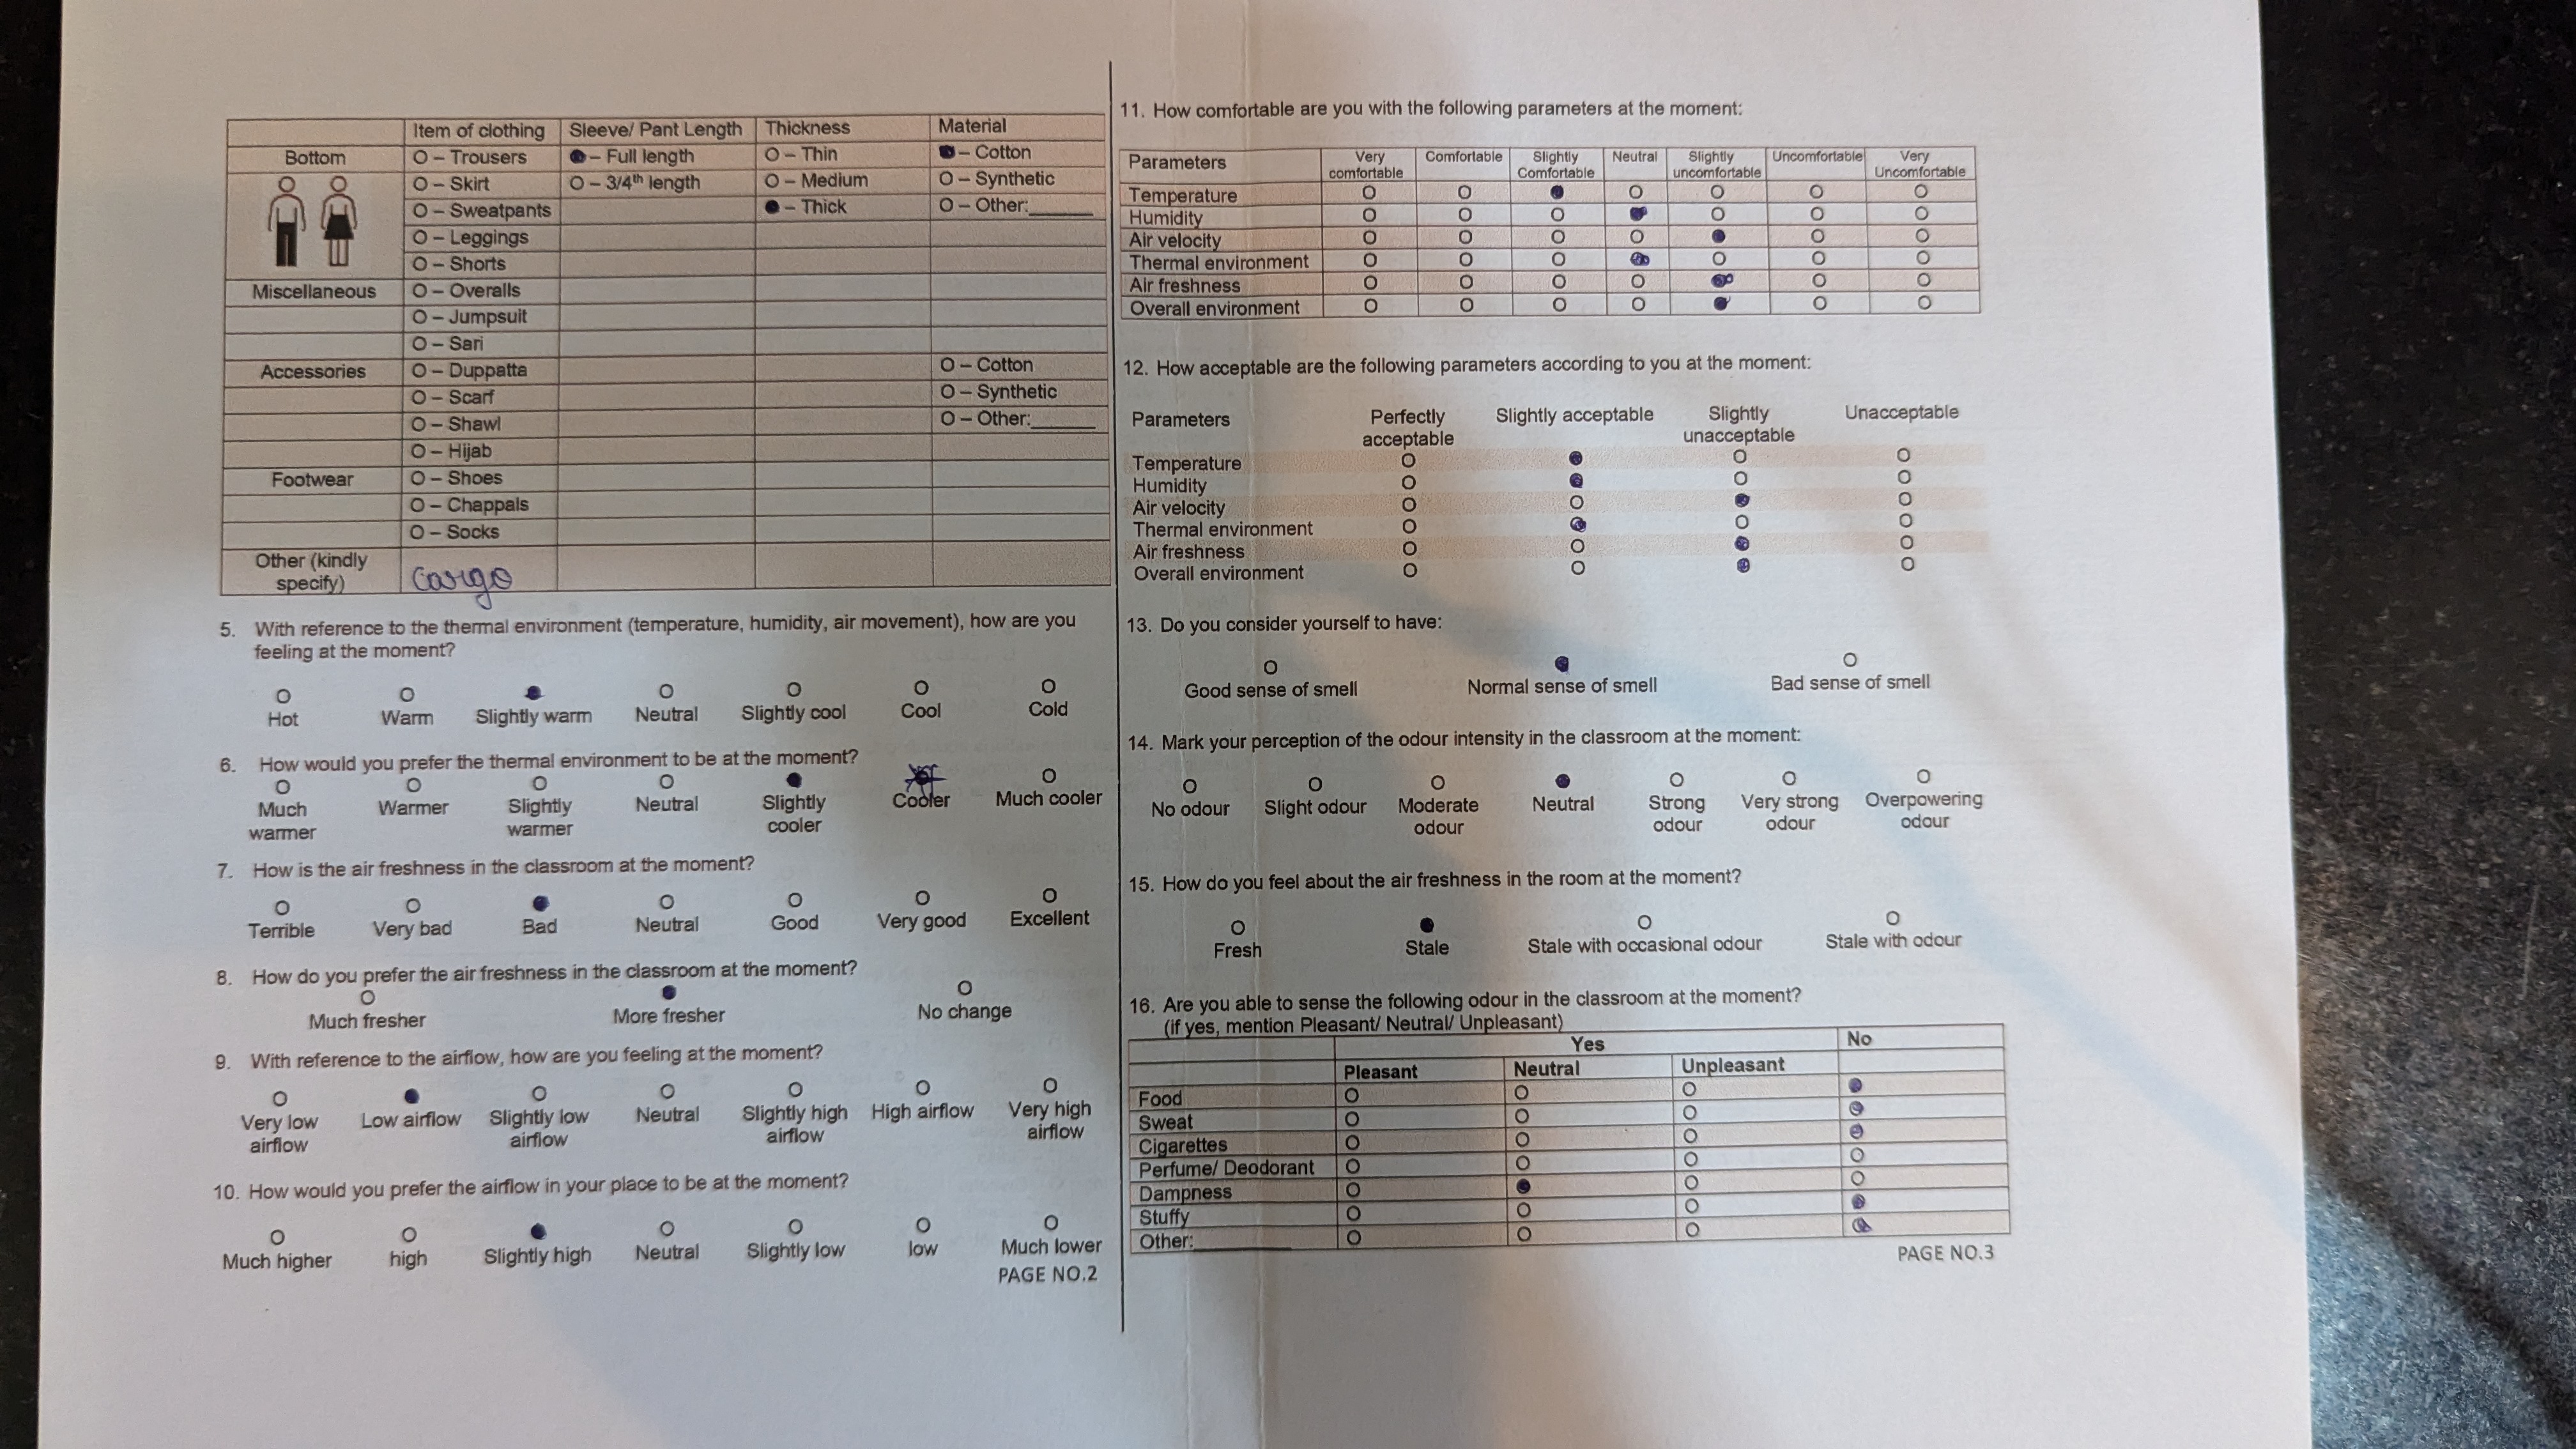 Item of clothing Sleeve/ Pant Length Thickness Material
Bottom O – Trousers ●– Full length O – Thin ●– Cotton
O – Skirt O – 3/4th length O – Medium O – Synthetic
O – Sweatpants ● – Thick O – Other:_______
O – Leggings
O – Shorts
Miscellaneous O – Overalls
O – Jumpsuit
O – Sari
Accessories O – Duppatta O – Cotton
O – Scarf O – Synthetic
O – Shawl O – Other:_______
O – Hijab
Footwear O – Shoes
O – Chappals
O – Socks
Other (kindly
specify) Cargo
5. With reference to the thermal environment (temperature, humidity, air movement), how are you
feeling at the moment?
O O ● O O O O
Hot Warm Slightly warm Neutral Slightly cool Cool Cold
6. How would you prefer the thermal environment to be at the moment?
O O O O ● O
Much Warmer Slightly Neutral Slightly Cooler Much cooler
warmer warmer cooler
7. How is the air freshness in the classroom at the moment?
O O ● O O O O
Terrible Very bad Bad Neutral Good Very good Excellent
8. How do you prefer the air freshness in the classroom at the moment?
O ● O
Much fresher More fresher No change
9. With reference to the airflow, how are you feeling at the moment?
O ● O O O O O
Very low Low airflow Slightly low Neutral Slightly high High airflow Very high
airflow airflow airflow airflow
10. How would you prefer the airflow in your place to be at the moment?
O O ● O O O O
Much higher high Slightly high Neutral Slightly low low Much lower
PAGE NO.2
11. How comfortable are you with the following parameters at the moment:
Parameters Very Comfortable Slightly Neutral Slightly Uncomfortable Very
comfortable Comfortable uncomfortable Uncomfortable
Temperature O O ● O O O O
Humidity O O O ● O O O
Air velocity O O O O ● O O
Thermal environment O O O ● O O O
Air freshness O O O O ● O O
Overall environment O O O O ● O O
12. How acceptable are the following parameters according to you at the moment:
Parameters Perfectly Slightly acceptable Slightly Unacceptable
acceptable unacceptable
Temperature O ● O O
Humidity O ● O O
Air velocity O O ● O
Thermal environment O ● O O
Air freshness O O ● O
Overall environment O O ● O
13. Do you consider yourself to have:
O ● O
Good sense of smell Normal sense of smell Bad sense of smell
14. Mark your perception of the odour intensity in the classroom at the moment:
O O O ● O O O
No odour Slight odour Moderate Neutral Strong Very strong Overpowering
odour odour odour odour
15. How do you feel about the air freshness in the room at the moment?
O ● O O
Fresh Stale Stale with occasional odour Stale with odour
16. Are you able to sense the following odour in the classroom at the moment?
(if yes, mention Pleasant/ Neutral/ Unpleasant)
Yes No
Pleasant Neutral Unpleasant
Food O O O ●
Sweat O O O ●
Cigarettes O O O ●
Perfume/ Deodorant O O O O
Dampness O ● O O
Stuffy O O O ●
Other:__________ O O O ●
PAGE NO.3